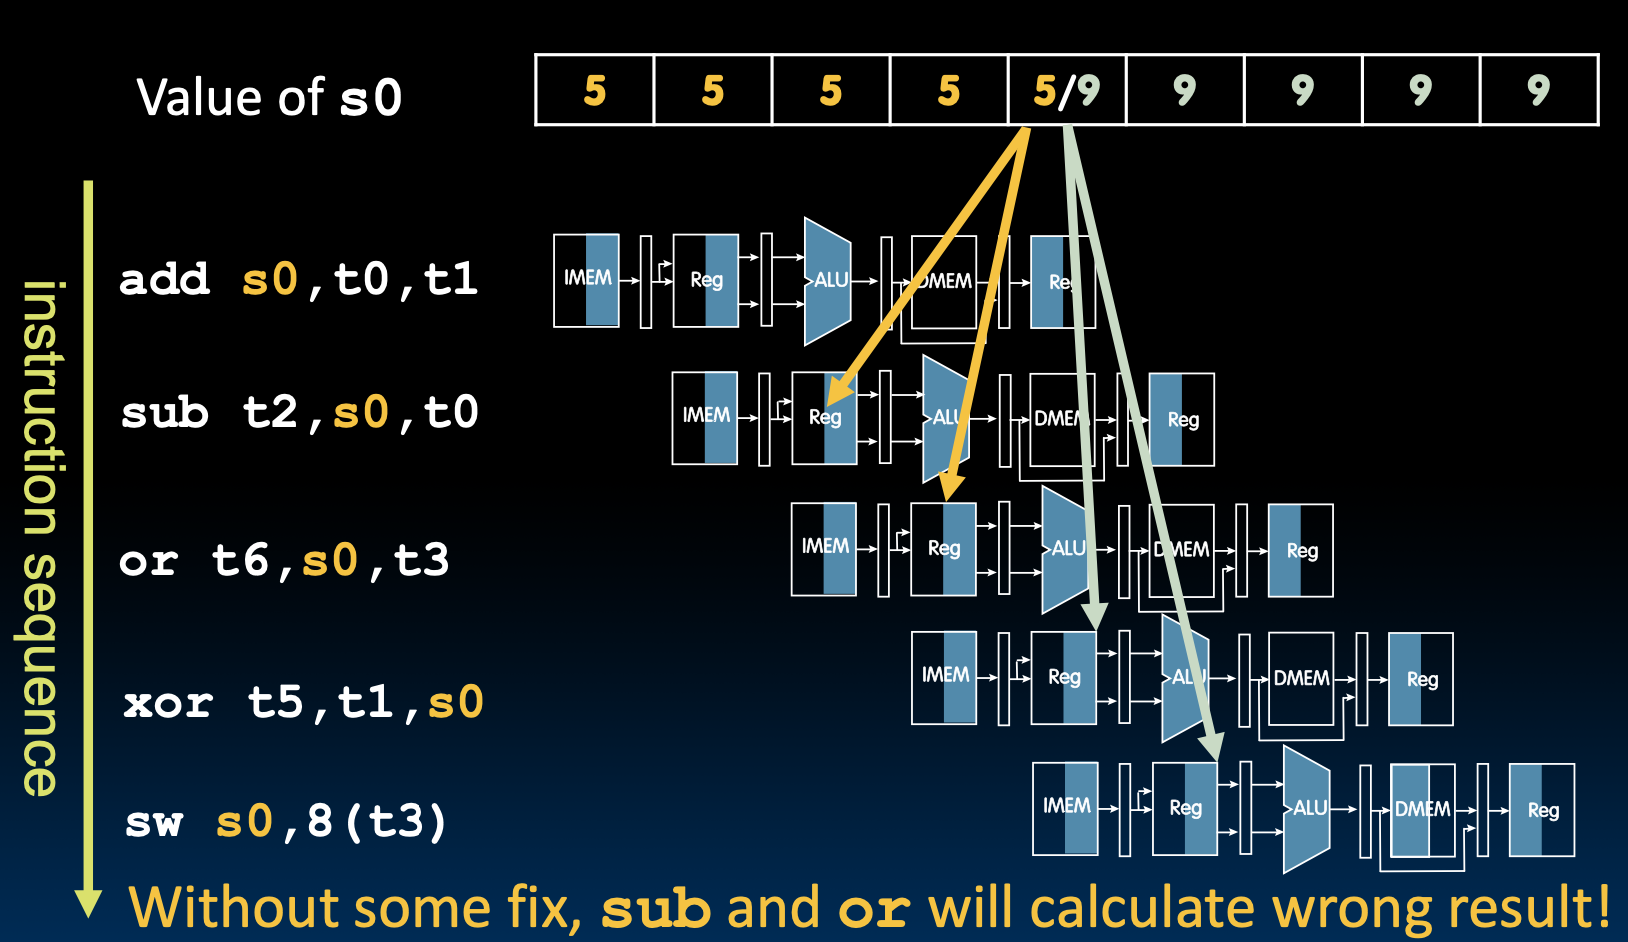 Value of s0 5 5 5 5 5/9 9 9 9 9
instruction sequence
add s0,t0,t1
IMEM Reg ALU DMEM Reg
sub t2,s0,t0
IMEM Reg ALU DMEM Reg
or t6,s0,t3
IMEM Reg ALU DMEM Reg
xor t5,t1,s0
IMEM Reg ALU DMEM Reg
sw s0,8(t3)
IMEM Reg ALU DMEM Reg
Without some fix, sub and or will calculate wrong result!